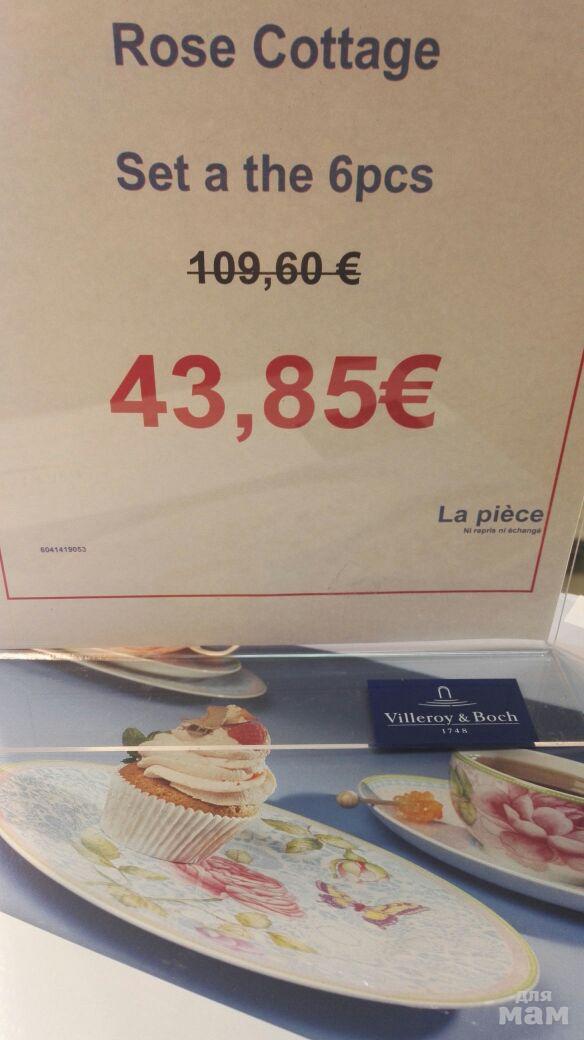 Rose Cottage
Set a the 6pcs
109,60 €
43,85€
La pièce
Ni repris ni échangé
6041419053
Villeroy & Boch
1748
для
мам